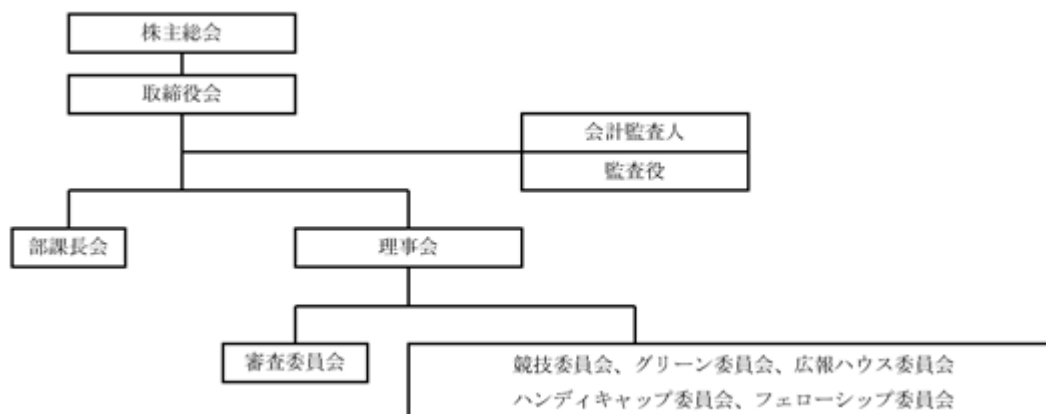 株主総会
取締役会
会計監査人
監査役
部課長会
理事会
審査委員会
競技委員会、グリーン委員会、広報ハウス委員会
ハンディキャップ委員会、フェローシップ委員会